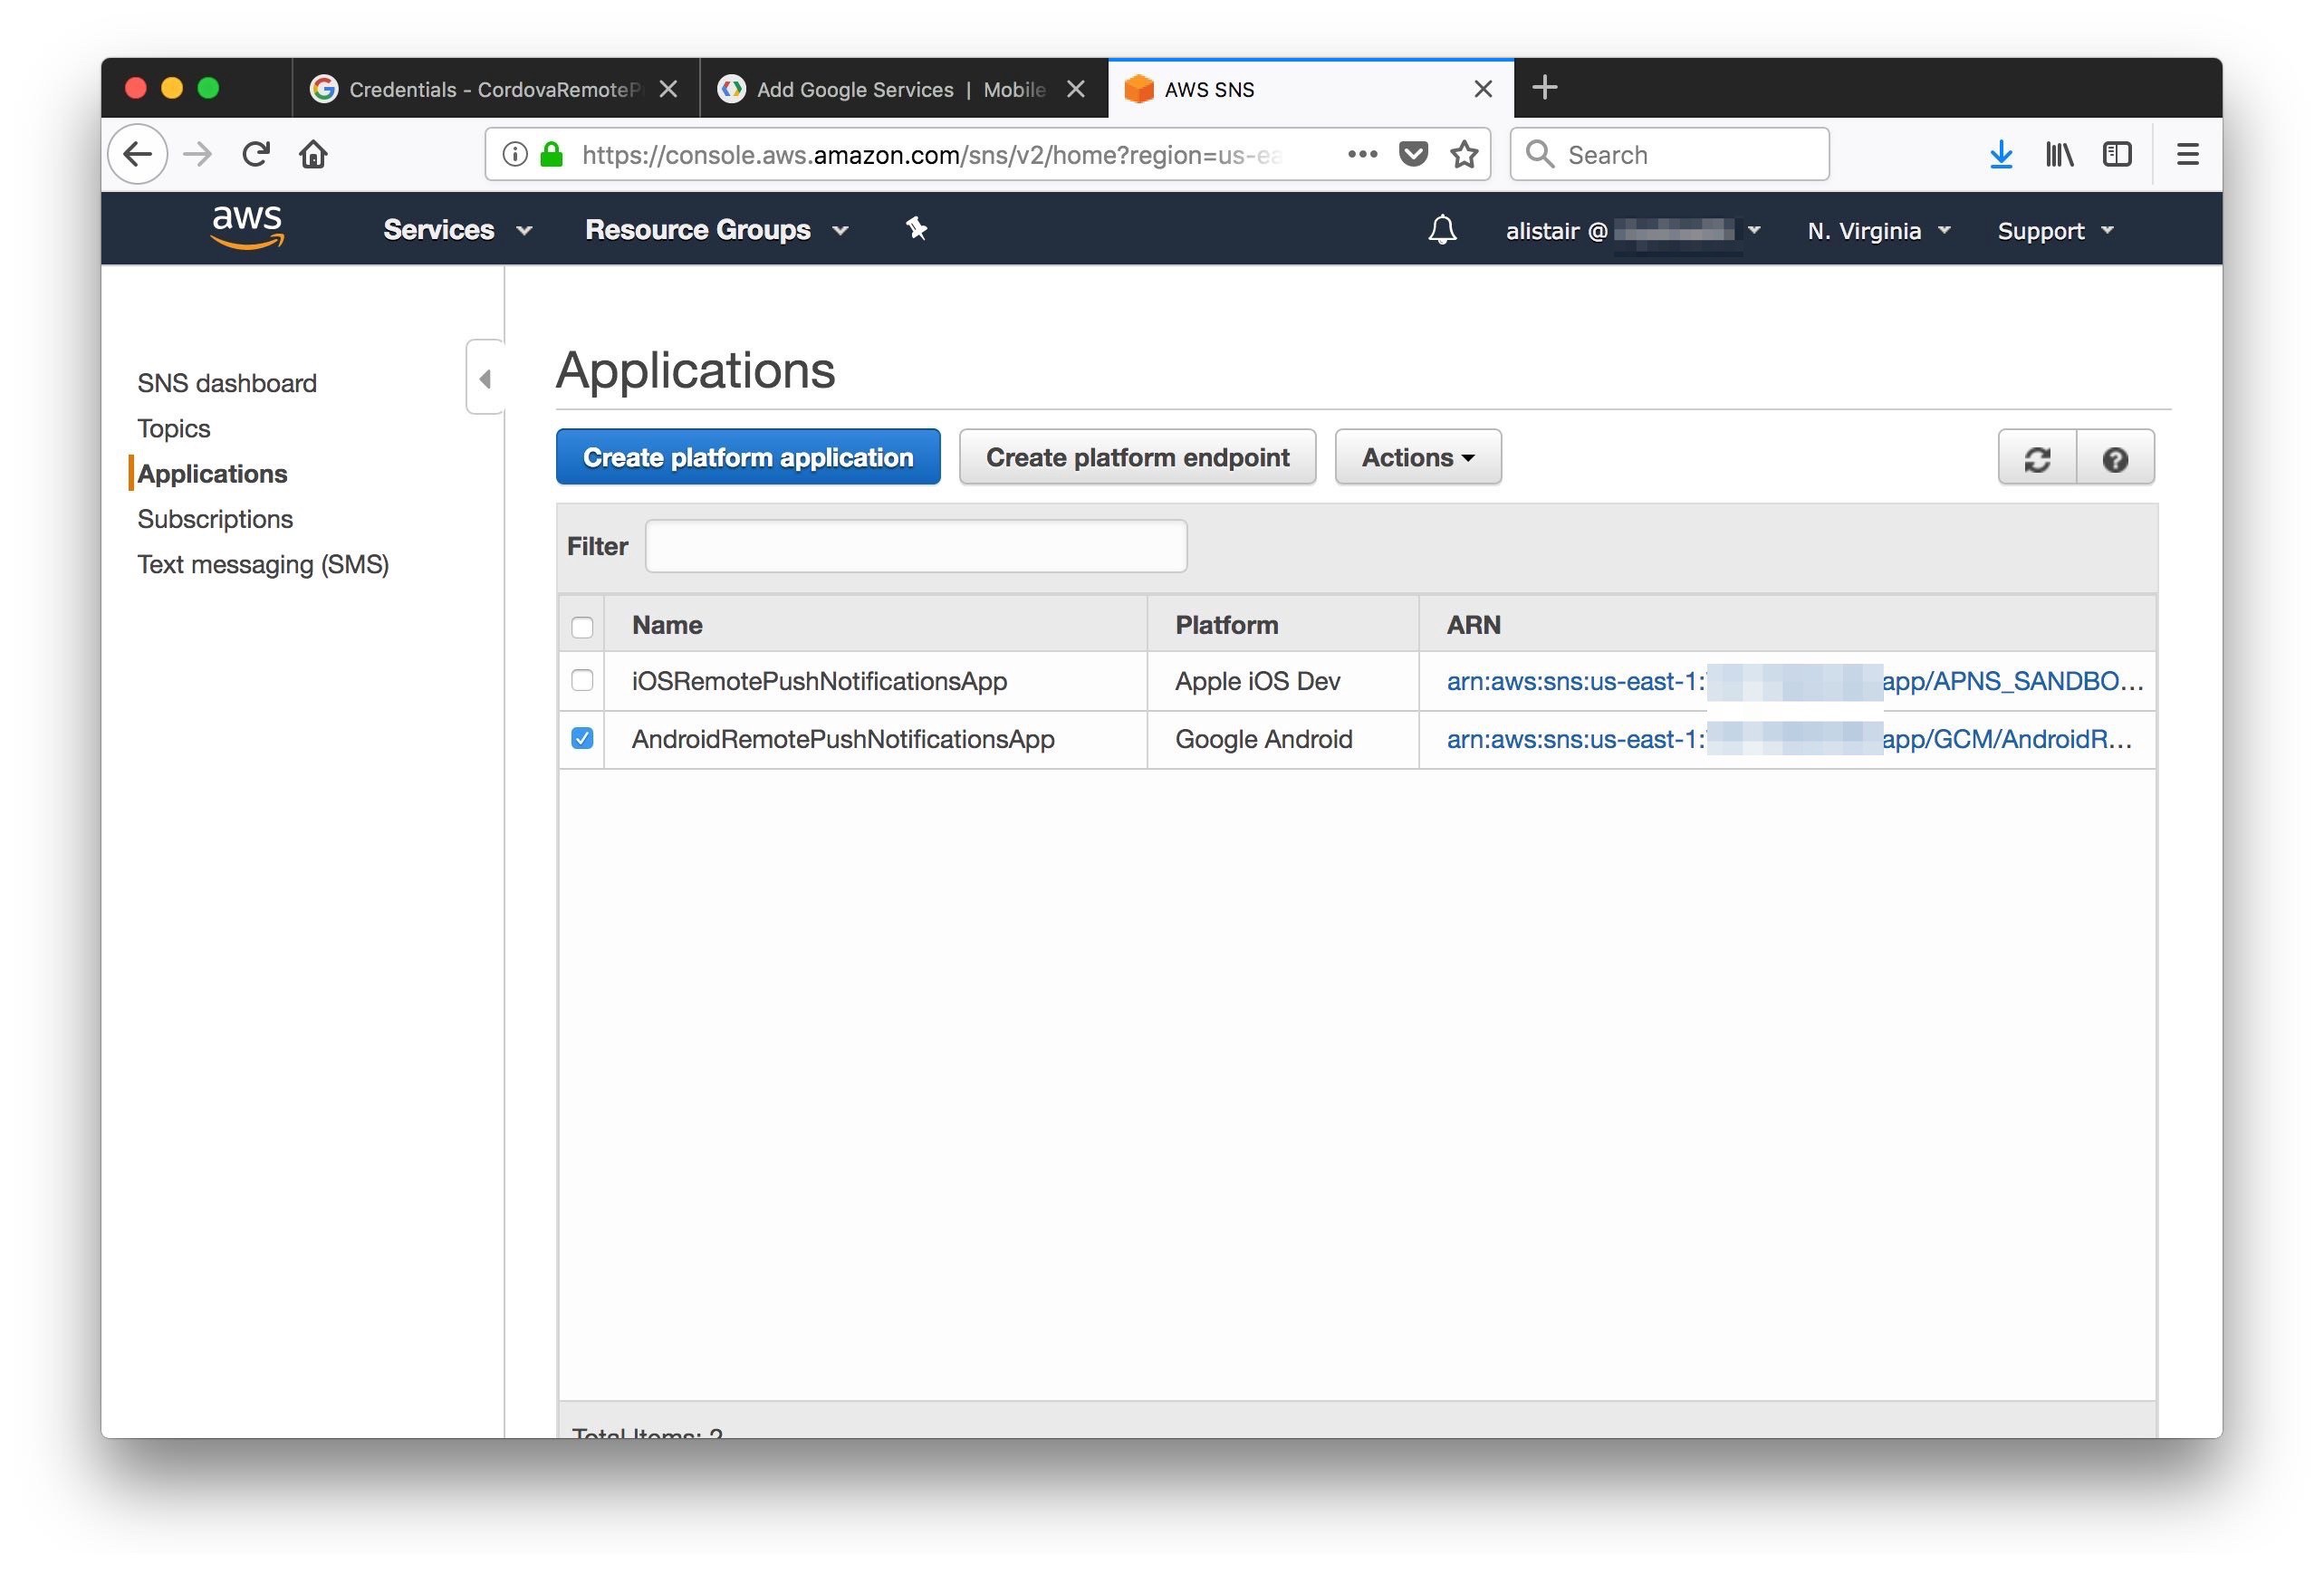 Credentials - CordovaRemoteP
Add Google Services | Mobile
AWS SNS
https://console.aws.amazon.com/sns/v2/home?region=us-ea
Search
aws
Services
Resource Groups
alistair @
N. Virginia
Support
SNS dashboard
Topics
Applications
Subscriptions
Text messaging (SMS)
Applications
Create platform application
Create platform endpoint
Actions
Filter
Name Platform ARN
iOSRemotePushNotificationsApp Apple iOS Dev arn:aws:sns:us-east-1: app/APNS_SANDBO...
AndroidRemotePushNotificationsApp Google Android arn:aws:sns:us-east-1: app/GCM/AndroidR...
Total Items: 2